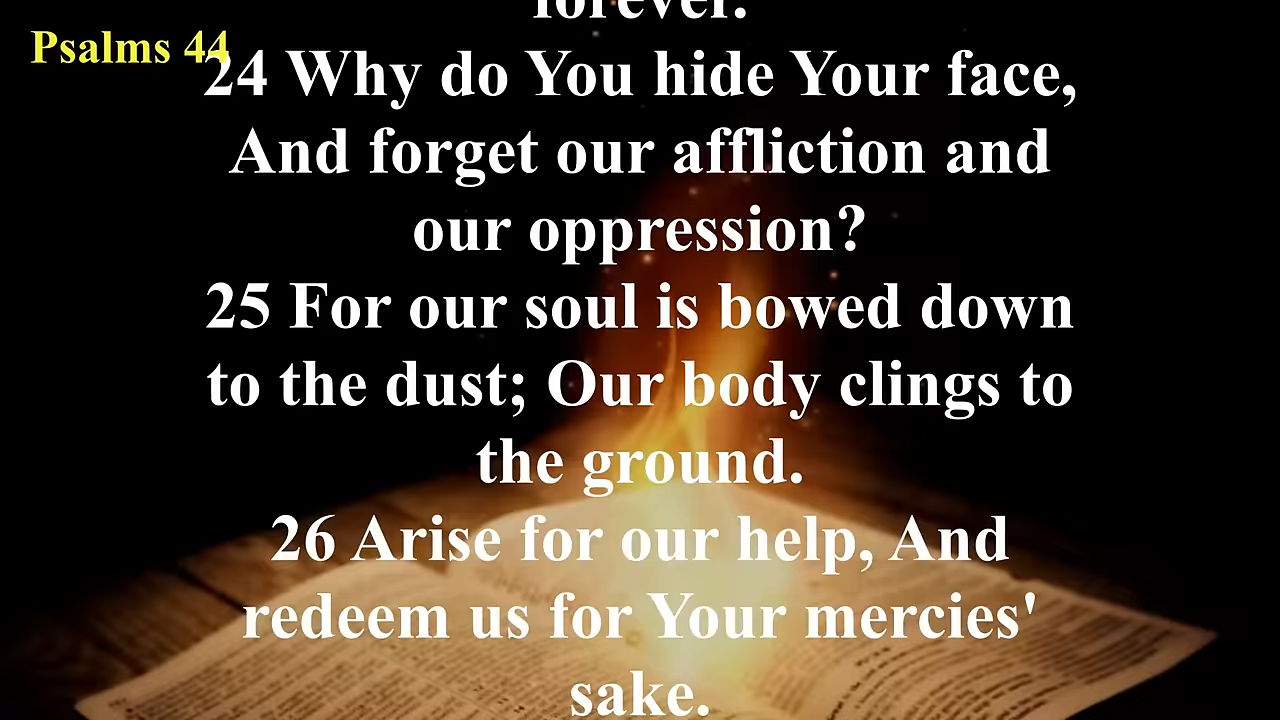 forever.
Psalms 44
24 Why do You hide Your face,
And forget our affliction and
our oppression?
25 For our soul is bowed down
to the dust; Our body clings to
the ground.
26 Arise for our help, And
redeem us for Your mercies'
sake.